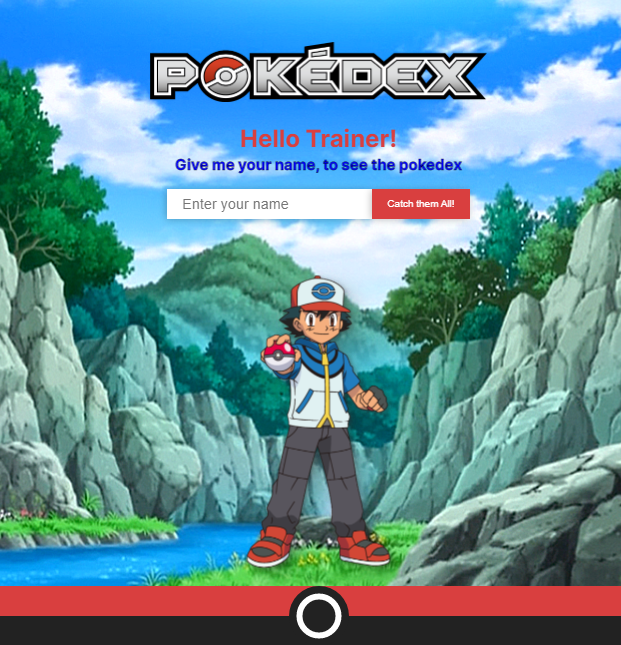 POKÉDEX
Hello Trainer!
Give me your name, to see the pokedex
Enter your name
Catch them All!